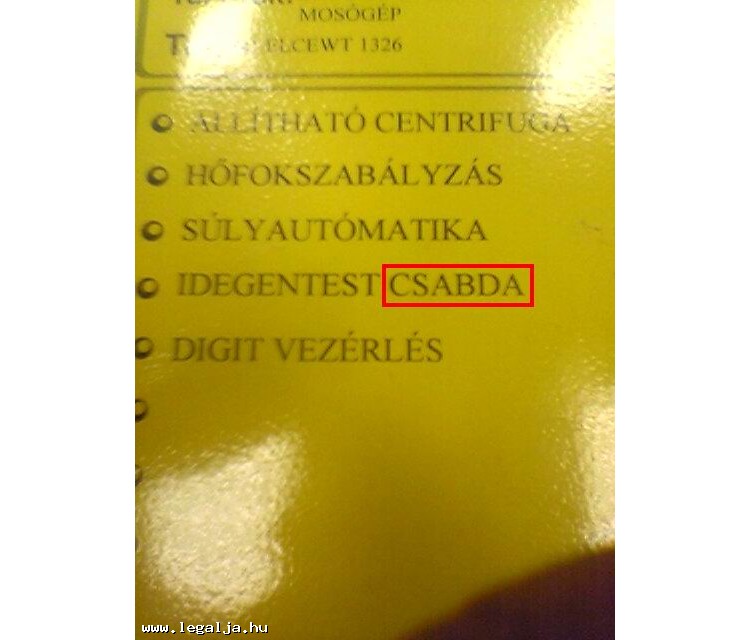 MOSÓGÉP
ELCEWT 1326
ÁLLÍTHATÓ CENTRIFUGA
HŐFOKSZABÁLYZÁS
SÚLYAUTÓMATIKA
IDEGENTEST CSABDA
DIGIT VEZÉRLÉS
www.legalja.hu